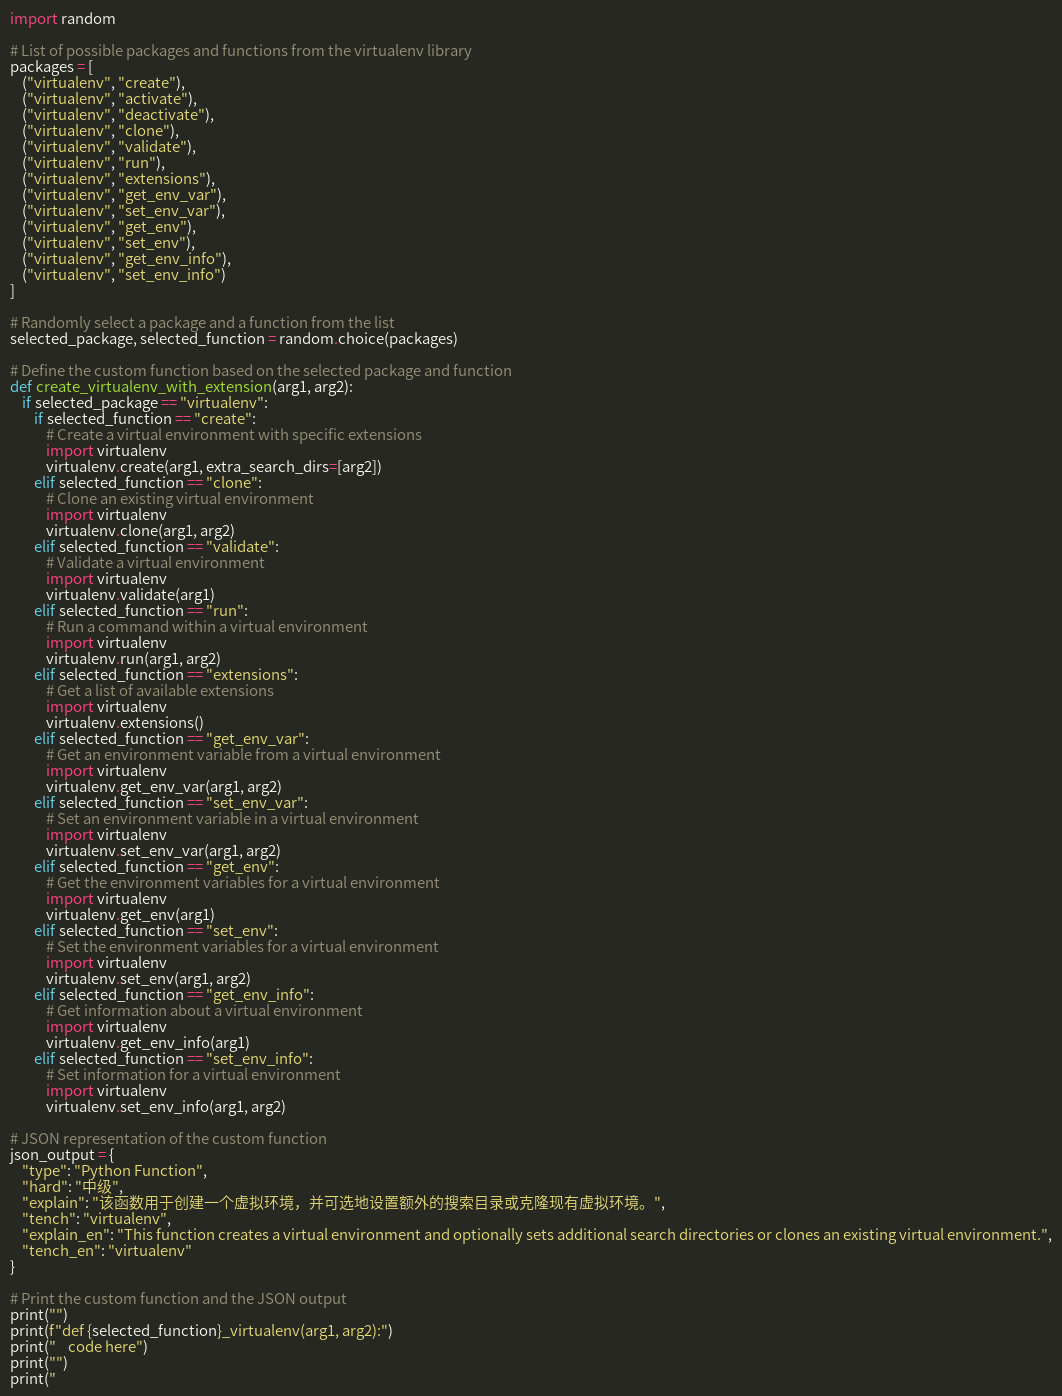 import random

# List of possible packages and functions from the virtualenv library
packages = [
    ("virtualenv", "create"),
    ("virtualenv", "activate"),
    ("virtualenv", "deactivate"),
    ("virtualenv", "clone"),
    ("virtualenv", "validate"),
    ("virtualenv", "run"),
    ("virtualenv", "extensions"),
    ("virtualenv", "get_env_var"),
    ("virtualenv", "set_env_var"),
    ("virtualenv", "get_env"),
    ("virtualenv", "set_env"),
    ("virtualenv", "get_env_info"),
    ("virtualenv", "set_env_info")
]

# Randomly select a package and a function from the list
selected_package, selected_function = random.choice(packages)

# Define the custom function based on the selected package and function
def create_virtualenv_with_extension(arg1, arg2):
    if selected_package == "virtualenv":
        if selected_function == "create":
            # Create a virtual environment with specific extensions
            import virtualenv
            virtualenv.create(arg1, extra_search_dirs=[arg2])
        elif selected_function == "clone":
            # Clone an existing virtual environment
            import virtualenv
            virtualenv.clone(arg1, arg2)
        elif selected_function == "validate":
            # Validate a virtual environment
            import virtualenv
            virtualenv.validate(arg1)
        elif selected_function == "run":
            # Run a command within a virtual environment
            import virtualenv
            virtualenv.run(arg1, arg2)
        elif selected_function == "extensions":
            # Get a list of available extensions
            import virtualenv
            virtualenv.extensions()
        elif selected_function == "get_env_var":
            # Get an environment variable from a virtual environment
            import virtualenv
            virtualenv.get_env_var(arg1, arg2)
        elif selected_function == "set_env_var":
            # Set an environment variable in a virtual environment
            import virtualenv
            virtualenv.set_env_var(arg1, arg2)
        elif selected_function == "get_env":
            # Get the environment variables for a virtual environment
            import virtualenv
            virtualenv.get_env(arg1)
        elif selected_function == "set_env":
            # Set the environment variables for a virtual environment
            import virtualenv
            virtualenv.set_env(arg1, arg2)
        elif selected_function == "get_env_info":
            # Get information about a virtual environment
            import virtualenv
            virtualenv.get_env_info(arg1)
        elif selected_function == "set_env_info":
            # Set information for a virtual environment
            import virtualenv
            virtualenv.set_env_info(arg1, arg2)

# JSON representation of the custom function
json_output = {
    "type": "Python Function",
    "hard": "中级",
    "explain": "该函数用于创建一个虚拟环境，并可选地设置额外的搜索目录或克隆现有虚拟环境。",
    "tench": "virtualenv",
    "explain_en": "This function creates a virtual environment and optionally sets additional search directories or clones an existing virtual environment.",
    "tench_en": "virtualenv"
}

# Print the custom function and the JSON output
print("")
print(f"def {selected_function}_virtualenv(arg1, arg2):")
print("    code here")
print("")
print("